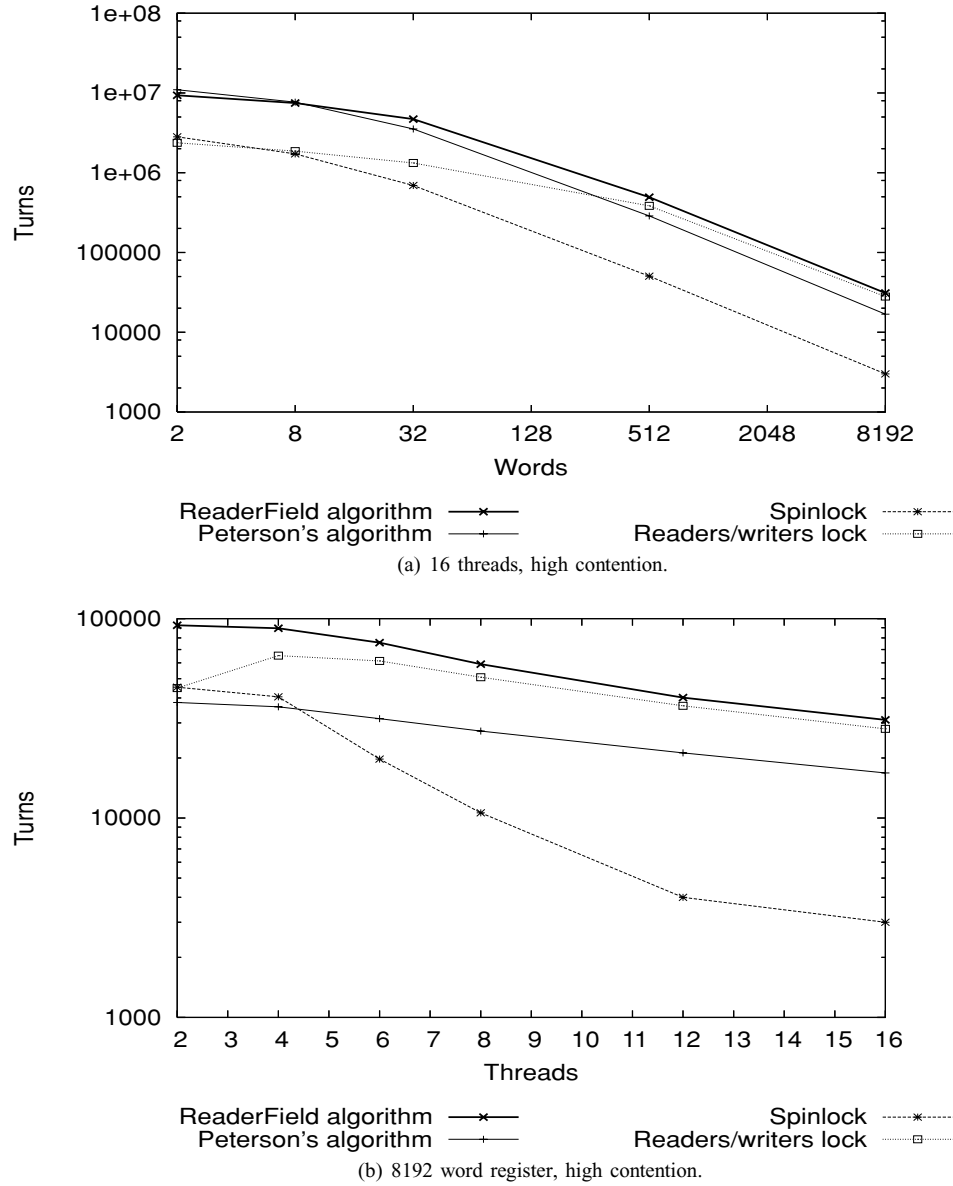 1e+08
1e+07
1e+06
100000
10000
1000
Turns
2 8 32 128 512 2048 8192
Words
ReaderField algorithm Spinlock
Peterson's algorithm Readers/writers lock
(a) 16 threads, high contention.
100000
10000
1000
Turns
2 3 4 5 6 7 8 9 10 11 12 13 14 15 16
Threads
ReaderField algorithm Spinlock
Peterson's algorithm Readers/writers lock
(b) 8192 word register, high contention.